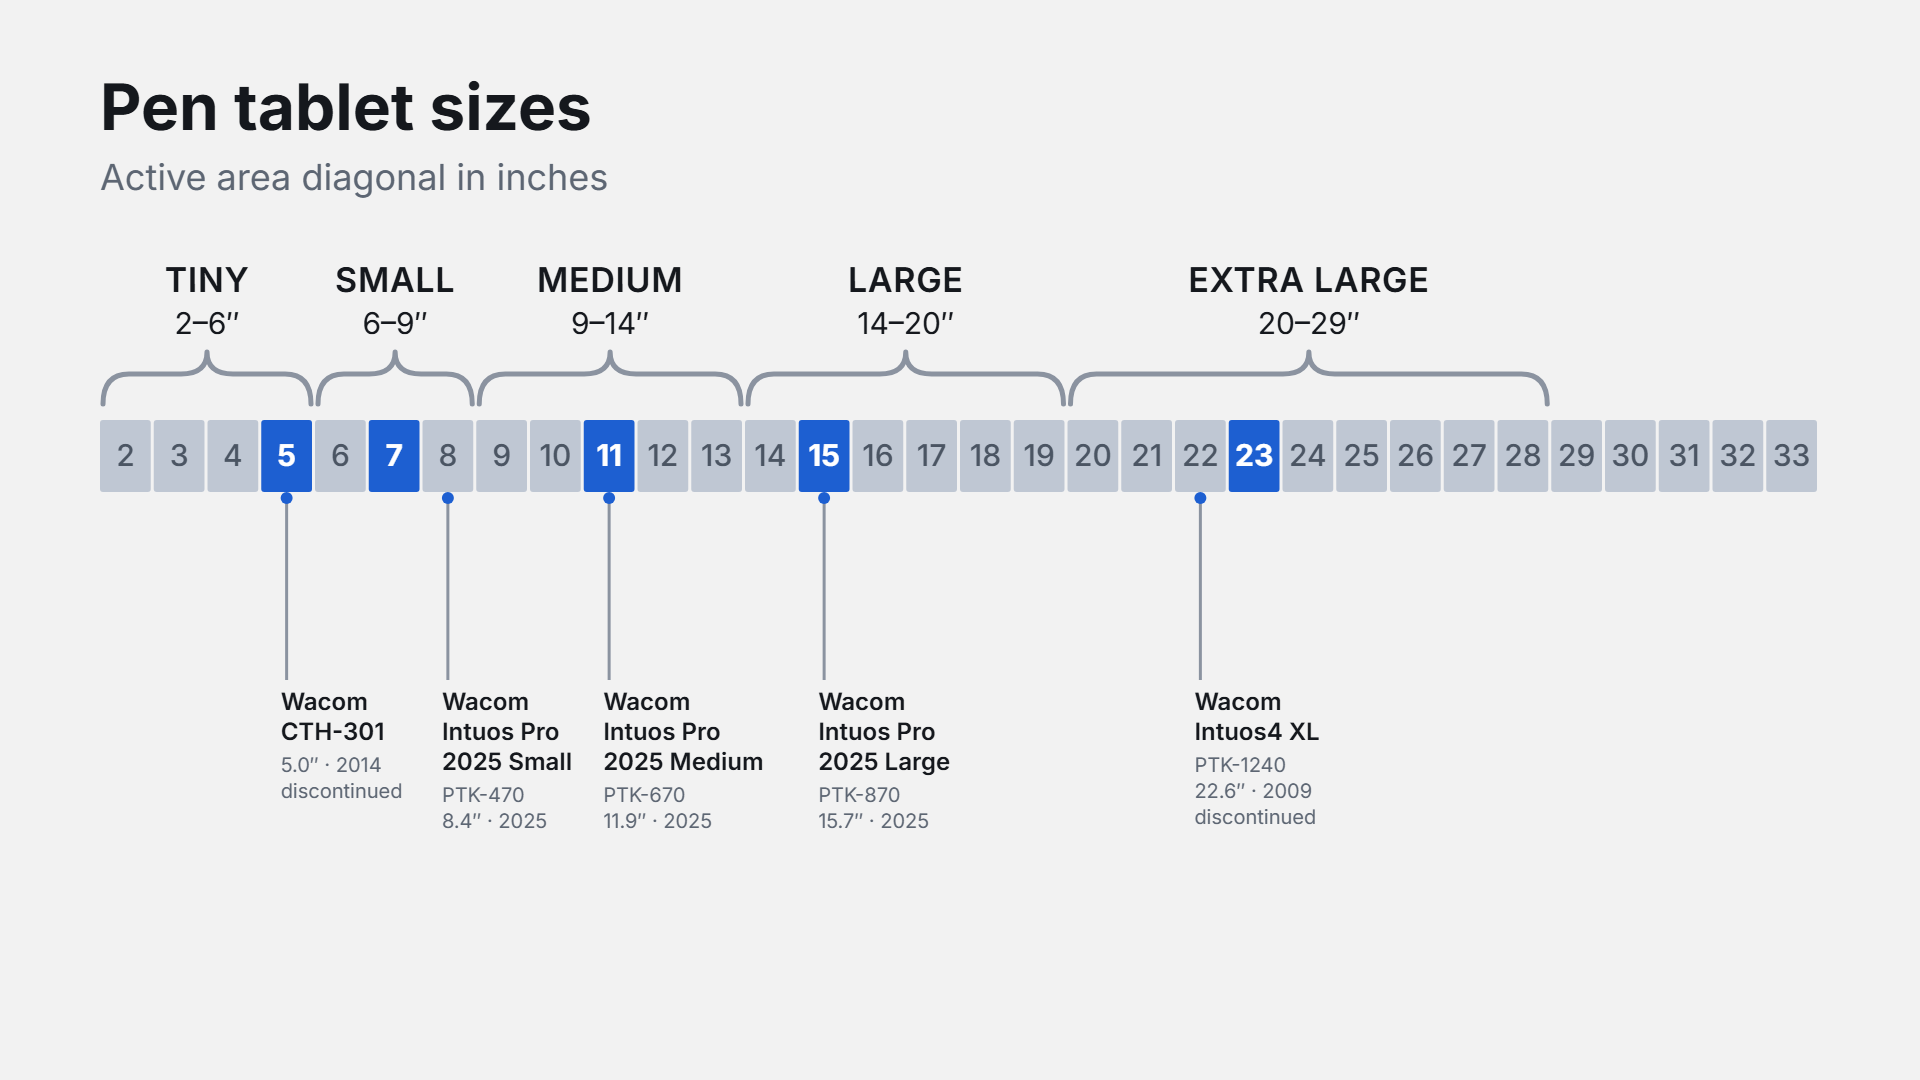 Pen tablet sizes
Active area diagonal in inches
TINY
2–6″
SMALL
6–9″
MEDIUM
9–14″
LARGE
14–20″
EXTRA LARGE
20–29″
2 3 4 5 6 7 8 9 10 11 12 13 14 15 16 17 18 19 20 21 22 23 24 25 26 27 28 29 30 31 32 33
Wacom
CTH-301
5.0″ · 2014
discontinued
Wacom
Intuos Pro
2025 Small
PTK-470
8.4″ · 2025
Wacom
Intuos Pro
2025 Medium
PTK-670
11.9″ · 2025
Wacom
Intuos Pro
2025 Large
PTK-870
15.7″ · 2025
Wacom
Intuos4 XL
PTK-1240
22.6″ · 2009
discontinued